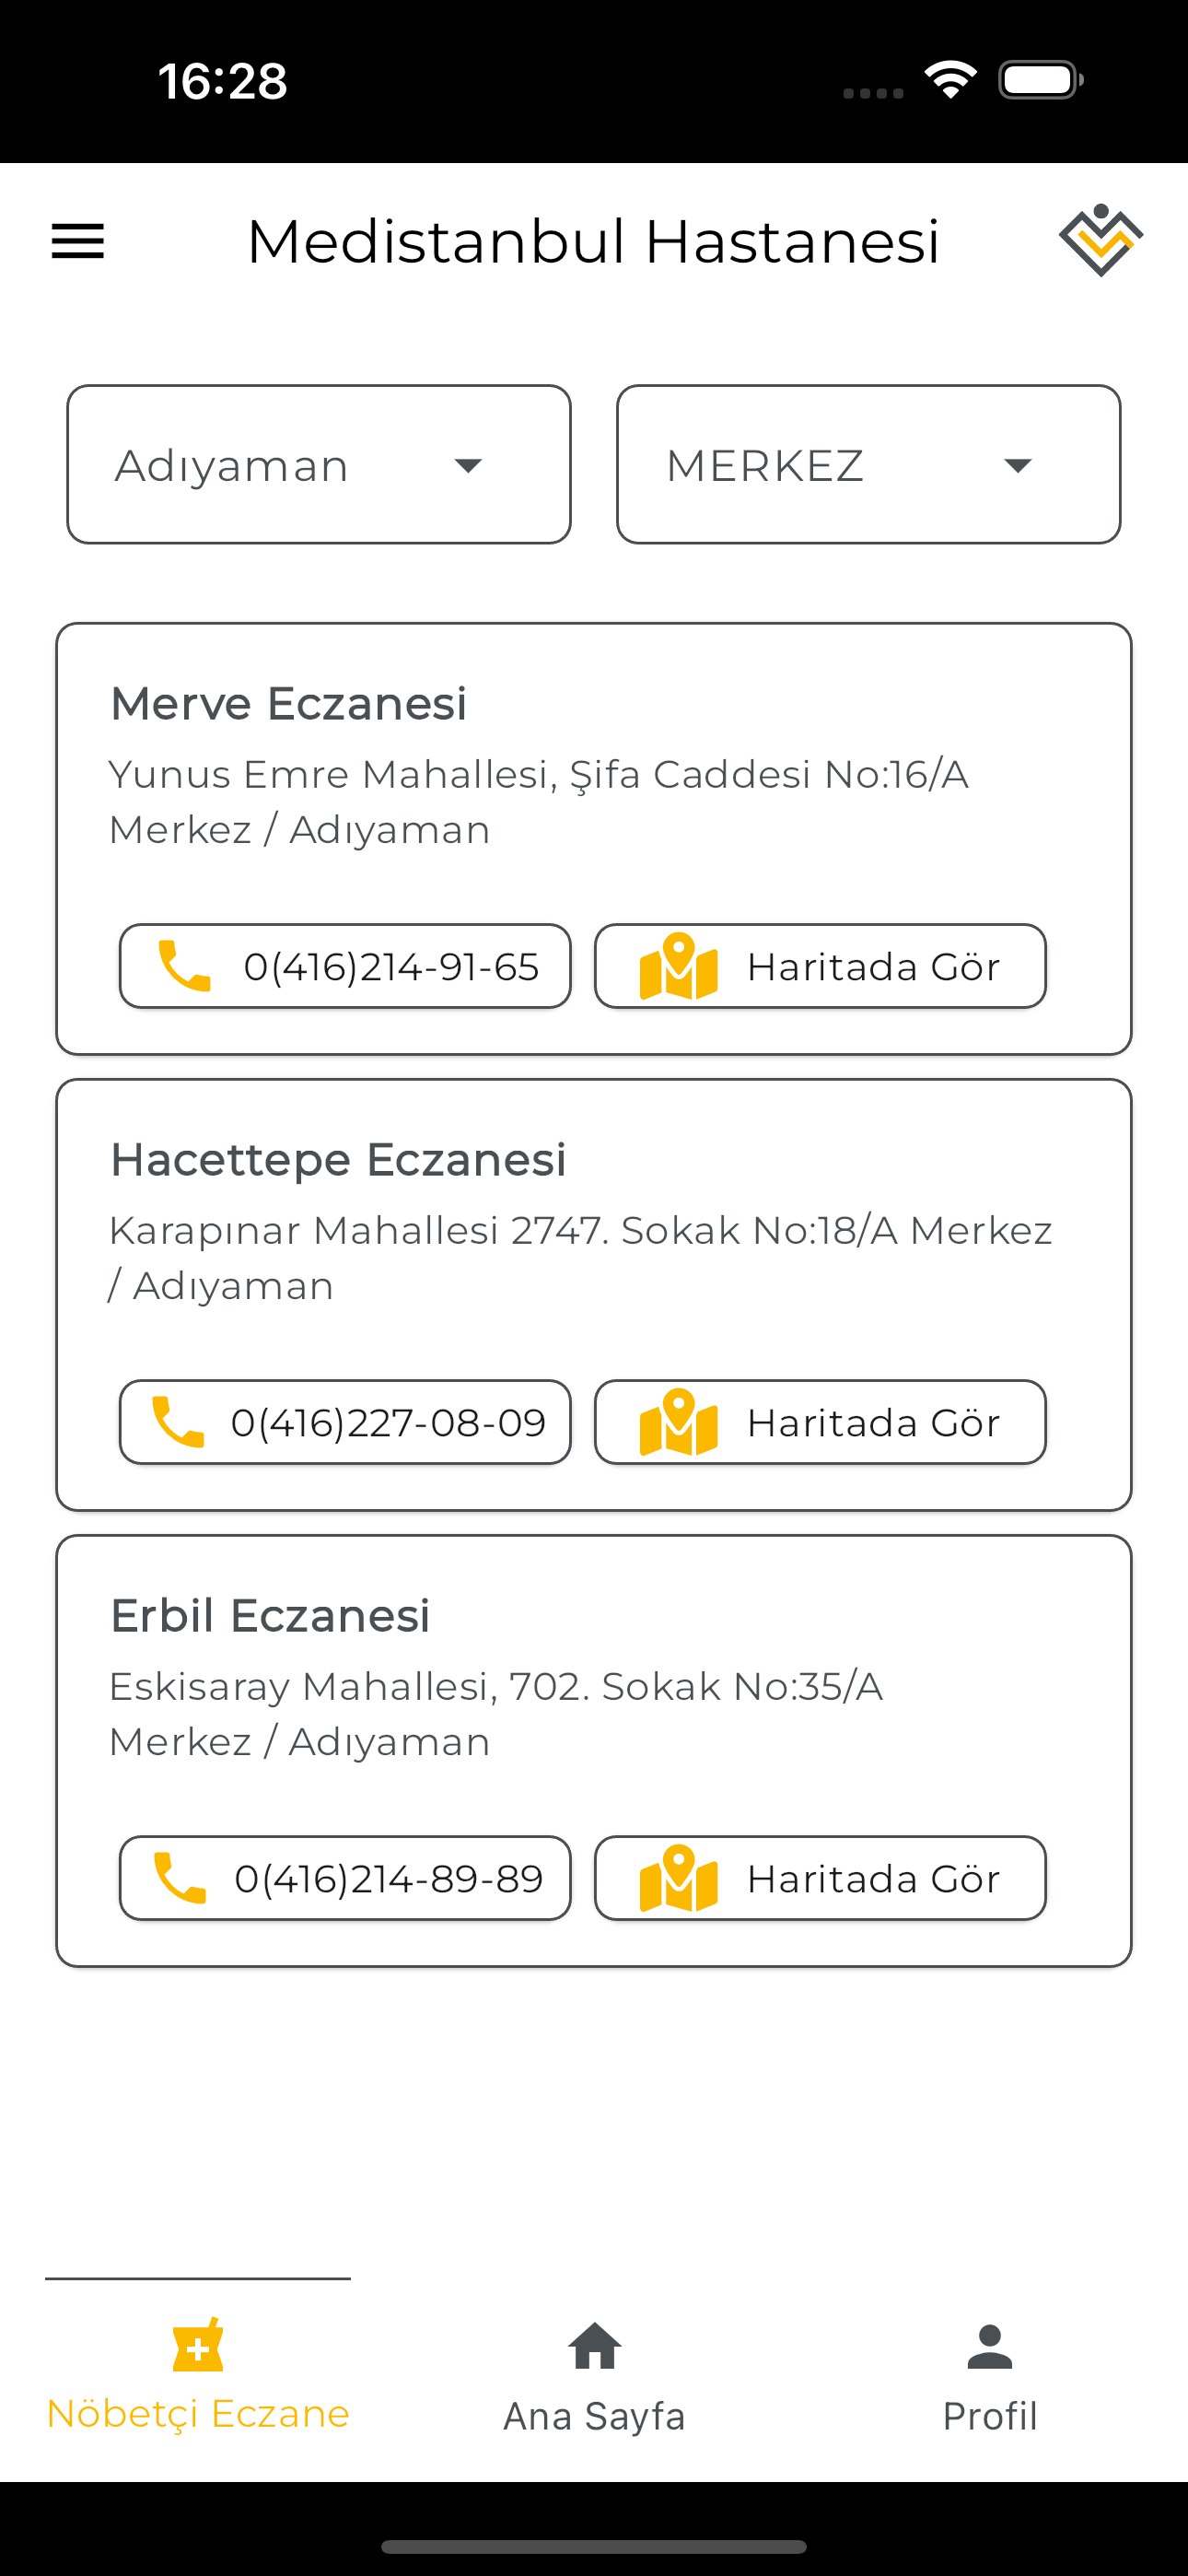 16:28
Medistanbul Hastanesi
Adıyaman
MERKEZ
Merve Eczanesi
Yunus Emre Mahallesi, Şifa Caddesi No:16/A
Merkez / Adıyaman
0(416)214-91-65
Haritada Gör
Hacettepe Eczanesi
Karapınar Mahallesi 2747. Sokak No:18/A Merkez
/ Adıyaman
0(416)227-08-09
Haritada Gör
Erbil Eczanesi
Eskisaray Mahallesi, 702. Sokak No:35/A
Merkez / Adıyaman
0(416)214-89-89
Haritada Gör
Nöbetçi Eczane
Ana Sayfa
Profil